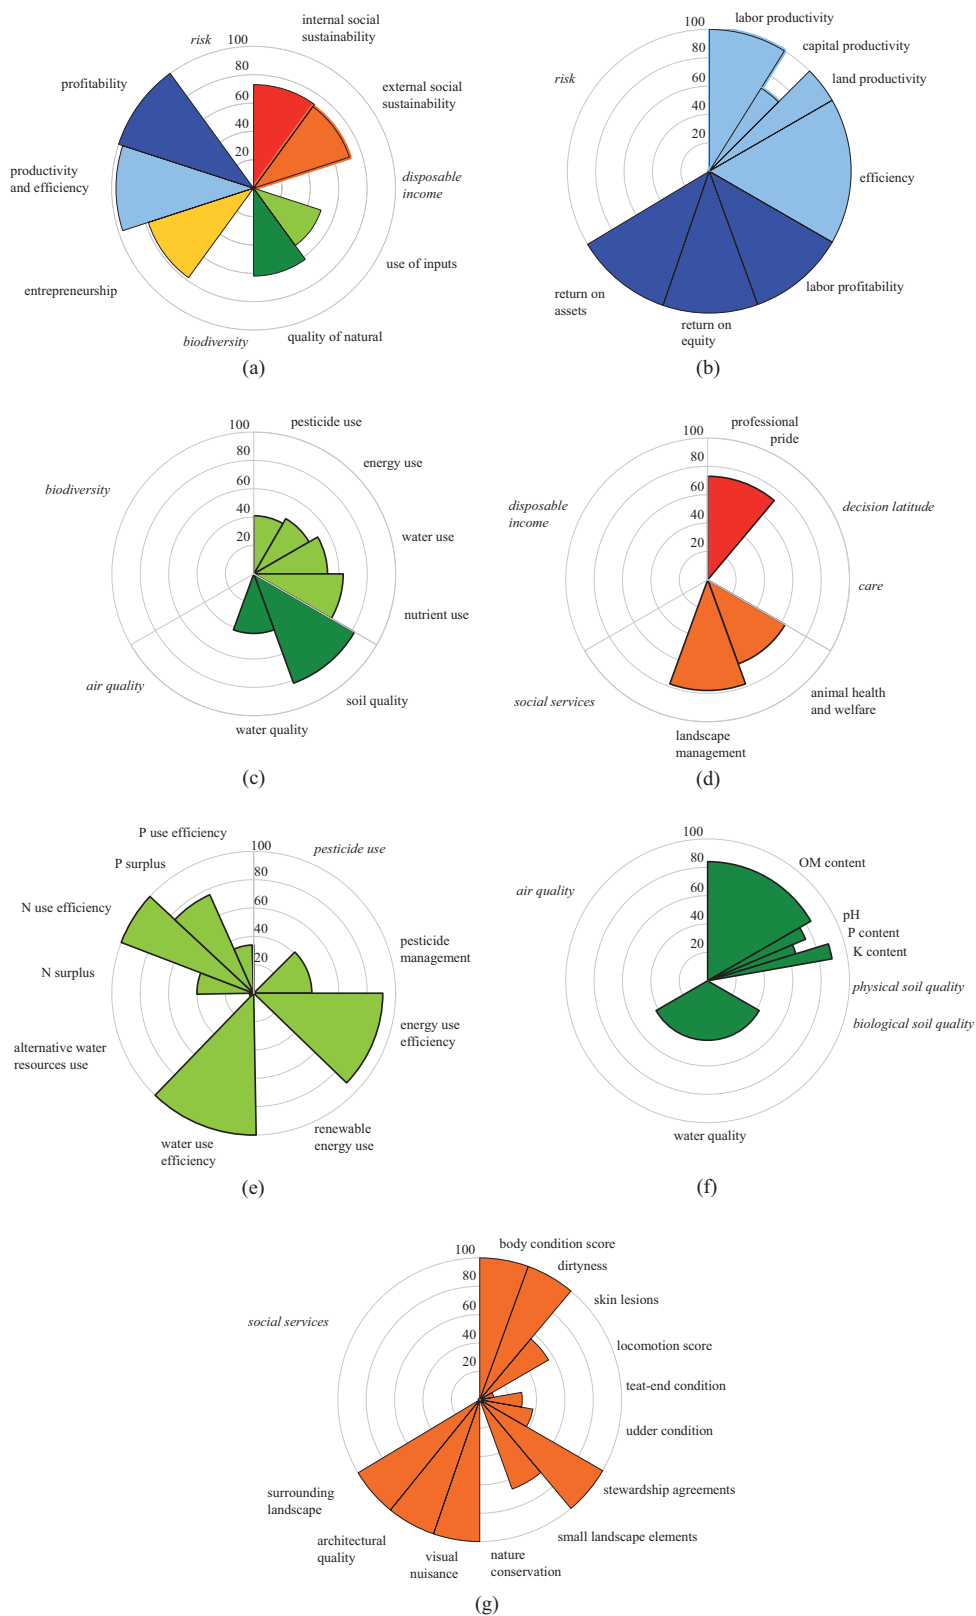 internal social
sustainability
risk
100
80
60
40
20
profitability
external social
sustainability
productivity
and efficiency
disposable
income
entrepreneurship
use of inputs
biodiversity
quality of natural
(a)
labor productivity
100
80
60
40
20
capital productivity
risk
land productivity
efficiency
return on
assets
labor profitability
return on
equity
(b)
100
80
60
40
20
pesticide use
energy use
biodiversity
water use
nutrient use
air quality
soil quality
water quality
(c)
100
80
60
40
20
professional
pride
disposable
income
decision latitude
care
social services
animal health
and welfare
landscape
management
(d)
P use efficiency
100
80
60
40
20
pesticide use
P surplus
N use efficiency
pesticide
management
N surplus
energy use
efficiency
alternative water
resources use
renewable
energy use
water use
efficiency
(e)
100
80
60
40
20
OM content
air quality
pH
P content
K content
physical soil quality
biological soil quality
water quality
(f)
100
80
60
40
20
body condition score
dirtyness
skin lesions
social services
locomotion score
teat-end condition
udder condition
surrounding
landscape
stewardship agreements
architectural
quality
visual
nuisance
nature
conservation
small landscape elements
(g)